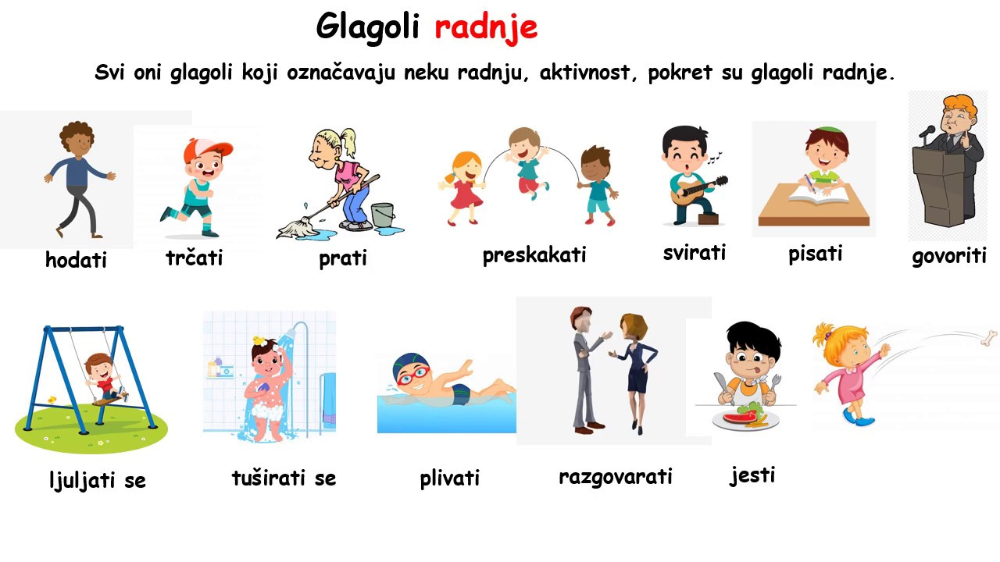 Glagoli radnje
Svi oni glagoli koji označavaju neku radnju, aktivnost, pokret su glagoli radnje.
hodati
trčati
prati
preskakati
svirati
pisati
govoriti
ljuljati se
tuširati se
plivati
razgovarati
jesti